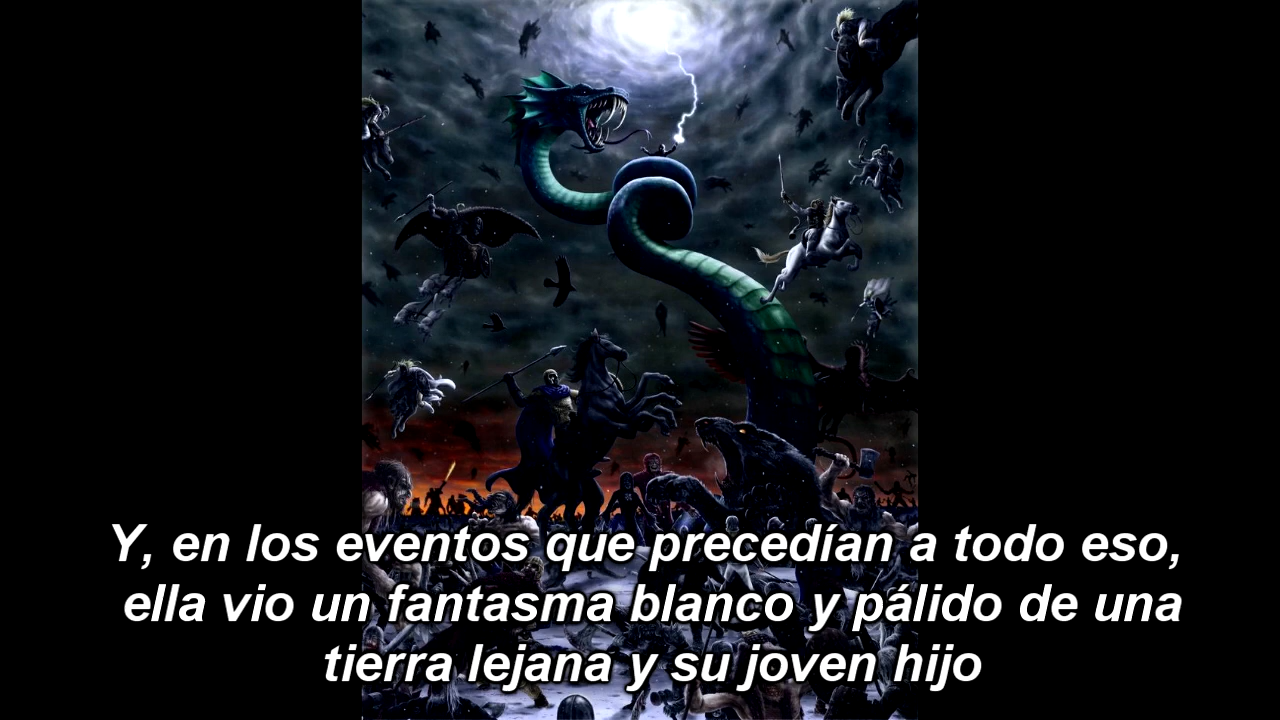 Y, en los eventos que precedían a todo eso,
ella vio un fantasma blanco y pálido de una
tierra lejana y su joven hijo